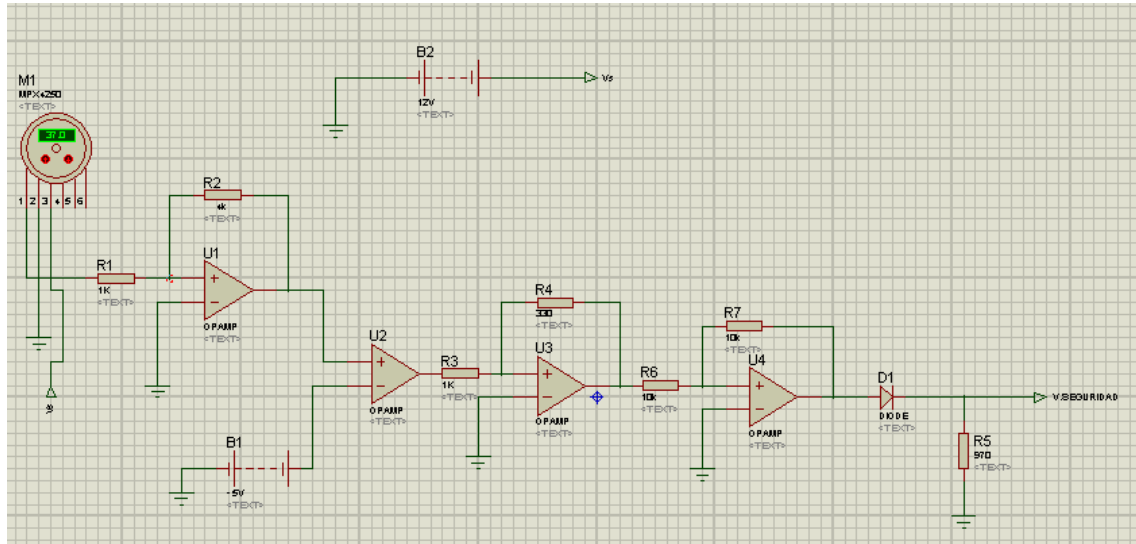 B2
Vs
12V
<TEXT>
M1
MPX4250
<TEXT>
37.0
1 2 3 4 5 6
R2
4k
<TEXT>
R1
1K
<TEXT>
U1
OPAMP
<TEXT>
R4
330
<TEXT>
R7
10k
<TEXT>
U2
OPAMP
<TEXT>
R3
1K
<TEXT>
U3
OPAMP
<TEXT>
R6
10k
<TEXT>
U4
OPAMP
<TEXT>
D1
DIODE
<TEXT>
V.SEGURIDAD
R5
970
<TEXT>
B1
-5V
<TEXT>